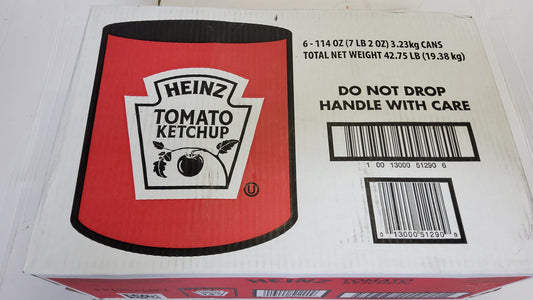 6 - 114 OZ (7 LB 2 OZ) 3.23kg CANS
TOTAL NET WEIGHT 42.75 LB (19.38 kg)
HEINZ
TOMATO
KETCHUP
U
DO NOT DROP
HANDLE WITH CARE
1 00 13000 51290 6
0 13000 51290 9
HEINZ